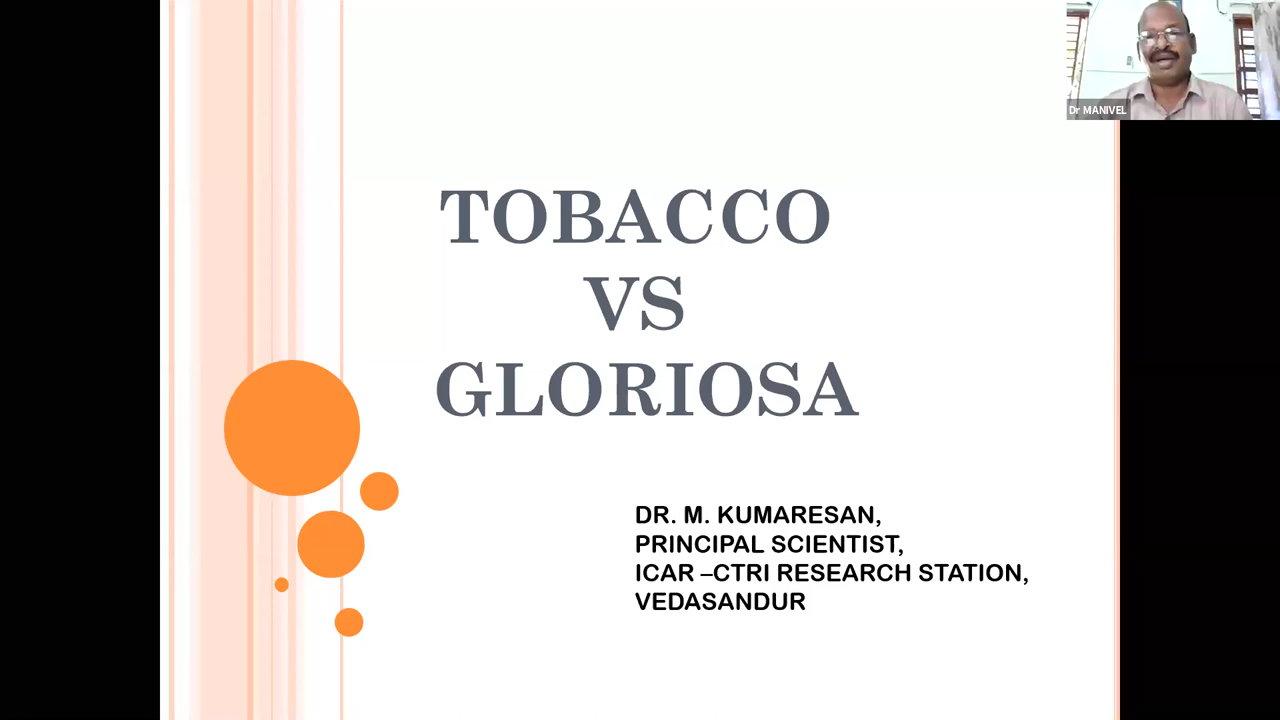 Dr MANIVEL
TOBACCO
VS
GLORIOSA
DR. M. KUMARESAN,
PRINCIPAL SCIENTIST,
ICAR –CTRI RESEARCH STATION,
VEDASANDUR